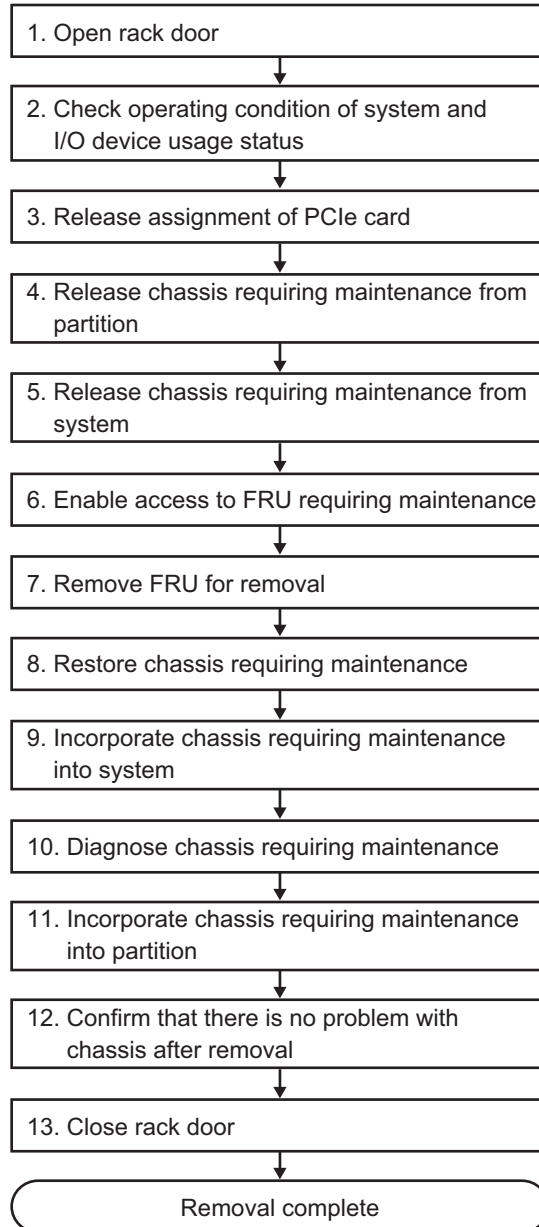 1. Open rack door
2. Check operating condition of system and
I/O device usage status
3. Release assignment of PCIe card
4. Release chassis requiring maintenance from
partition
5. Release chassis requiring maintenance from
system
6. Enable access to FRU requiring maintenance
7. Remove FRU for removal
8. Restore chassis requiring maintenance
9. Incorporate chassis requiring maintenance
into system
10. Diagnose chassis requiring maintenance
11. Incorporate chassis requiring maintenance
into partition
12. Confirm that there is no problem with
chassis after removal
13. Close rack door
Removal complete